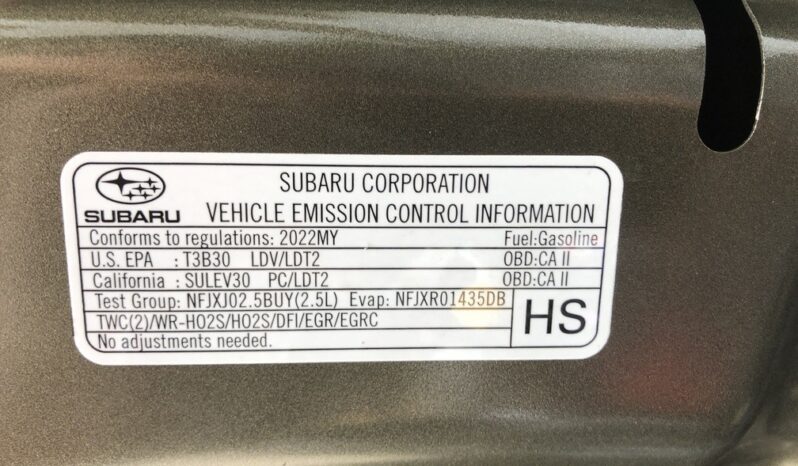 SUBARU
SUBARU CORPORATION
VEHICLE EMISSION CONTROL INFORMATION
Conforms to regulations: 2022MY Fuel:Gasoline
U.S. EPA : T3B30 LDV/LDT2 OBD:CA II
California : SULEV30 PC/LDT2 OBD:CA II
Test Group: NFJXJ02.5BUY(2.5L) Evap: NFJXR01435DB
TWC(2)/WR-HO2S/HO2S/DFI/EGR/EGRC
No adjustments needed.
HS